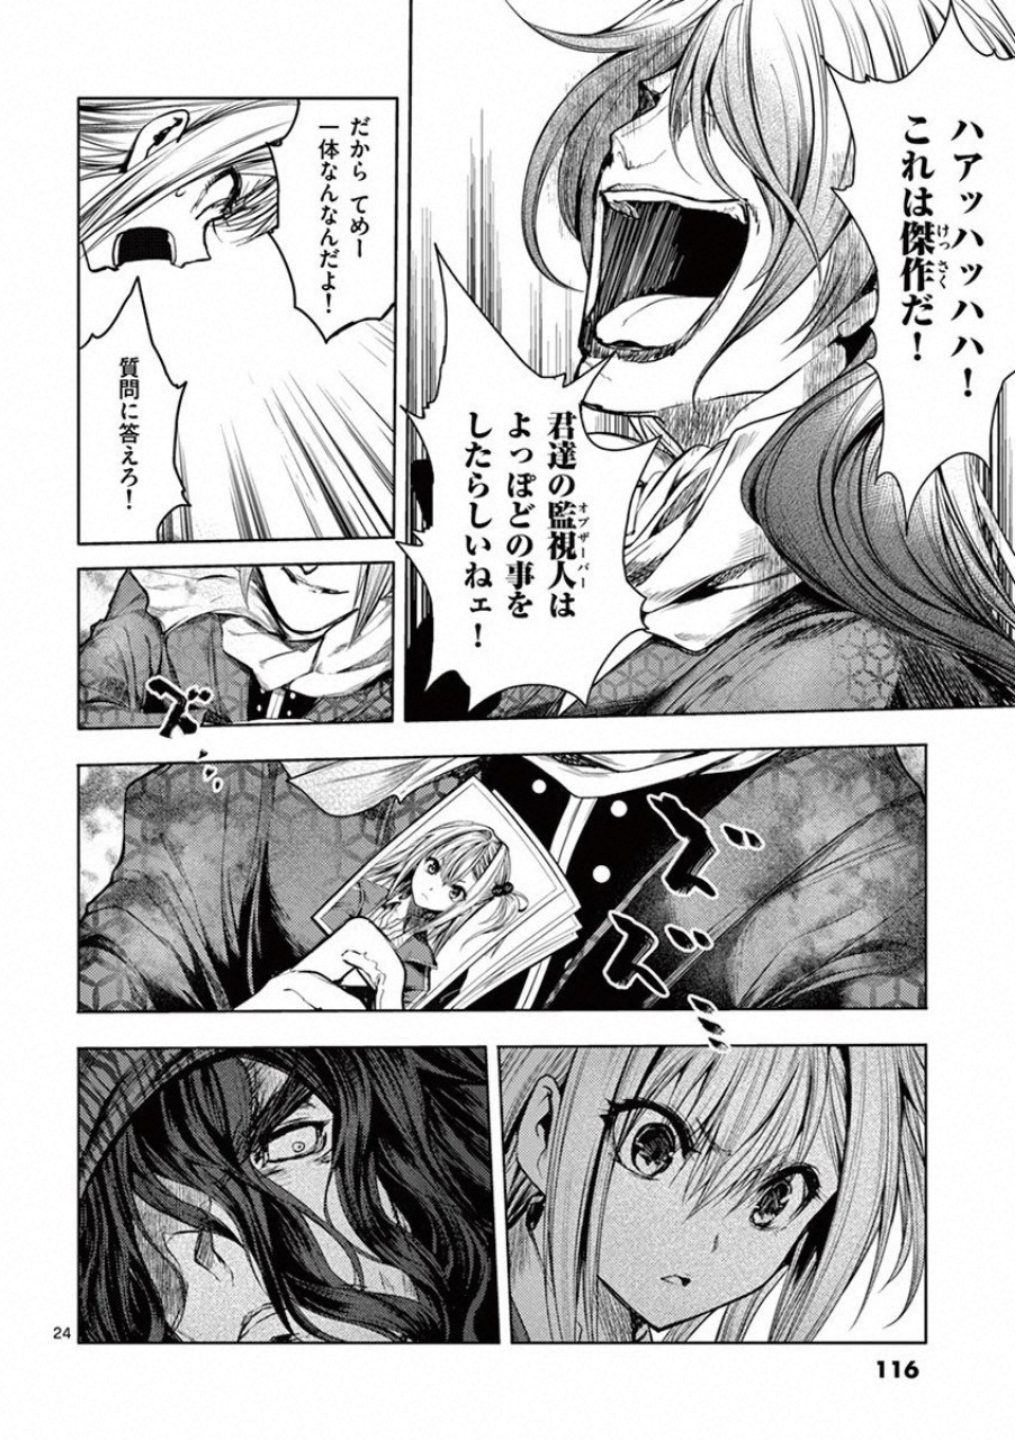 ハアッハッハハ！
これは傑作だ！
けっさく
君達の監視人は
オブザーバー
よっぽどの事を
したらしいねェ！
だから てめー
一体なんなんだよ！
質問に答えろ！
ズ
ズ
ズ
24
116